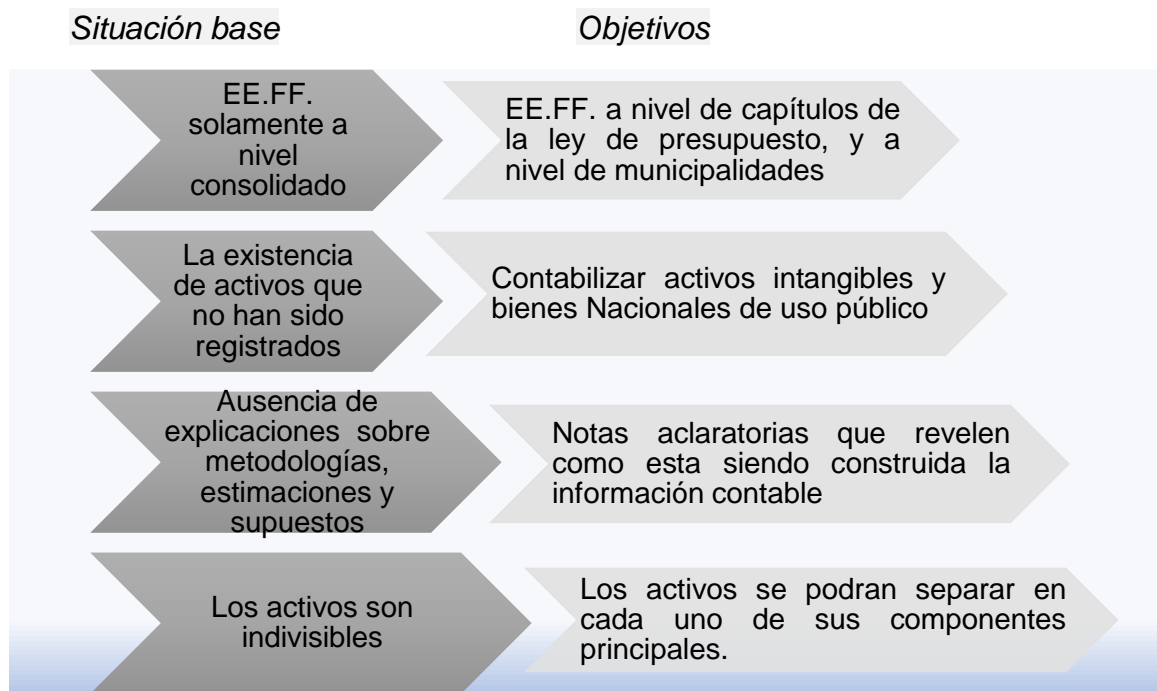 Situación base
Objetivos
EE.FF.
solamente a
nivel
consolidado
EE.FF. a nivel de capítulos de
la ley de presupuesto, y a
nivel de municipalidades
La existencia
de activos que
no han sido
registrados
Contabilizar activos intangibles y
bienes Nacionales de uso público
Ausencia de
explicaciones sobre
metodologías,
estimaciones y
supuestos
Notas aclaratorias que revelen
como esta siendo construida la
información contable
Los activos son
indivisibles
Los activos se podran separar en
cada uno de sus componentes
principales.